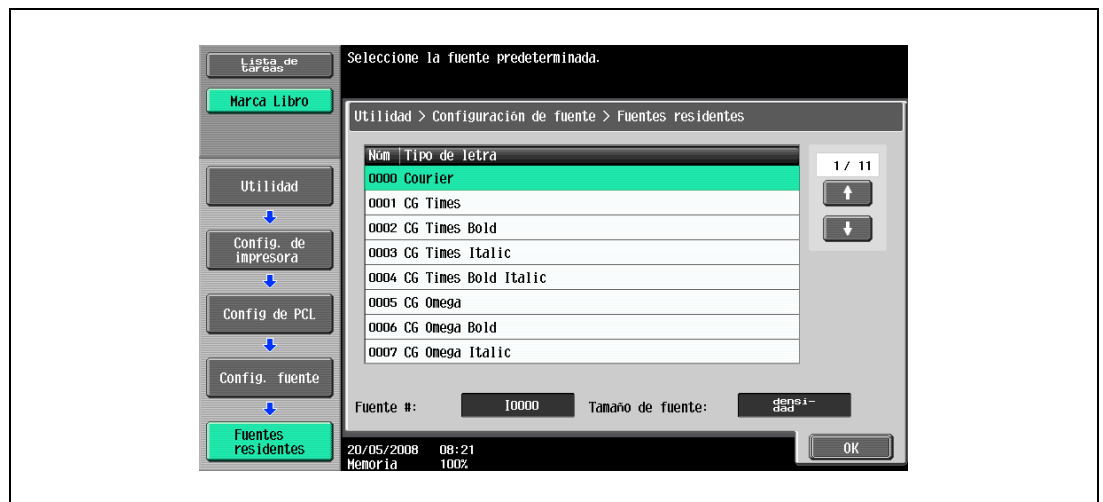 Lista de
tareas
Seleccione la fuente predeterminada.
Marca Libro
Utilidad > Configuración de fuente > Fuentes residentes
Núm Tipo de letra
1/ 11
0000 Courier
0001 CG Times
0002 CG Times Bold
0003 CG Times Italic
0004 CG Times Bold Italic
0005 CG Omega
0006 CG Omega Bold
0007 CG Omega Italic
Utilidad
Config. de
impresora
Config de PCL
Config. fuente
Fuentes
residentes
Fuente #:
I0000
Tamaño de fuente:
densi-
dad
20/05/2008 08:21
Memoria 100%
OK